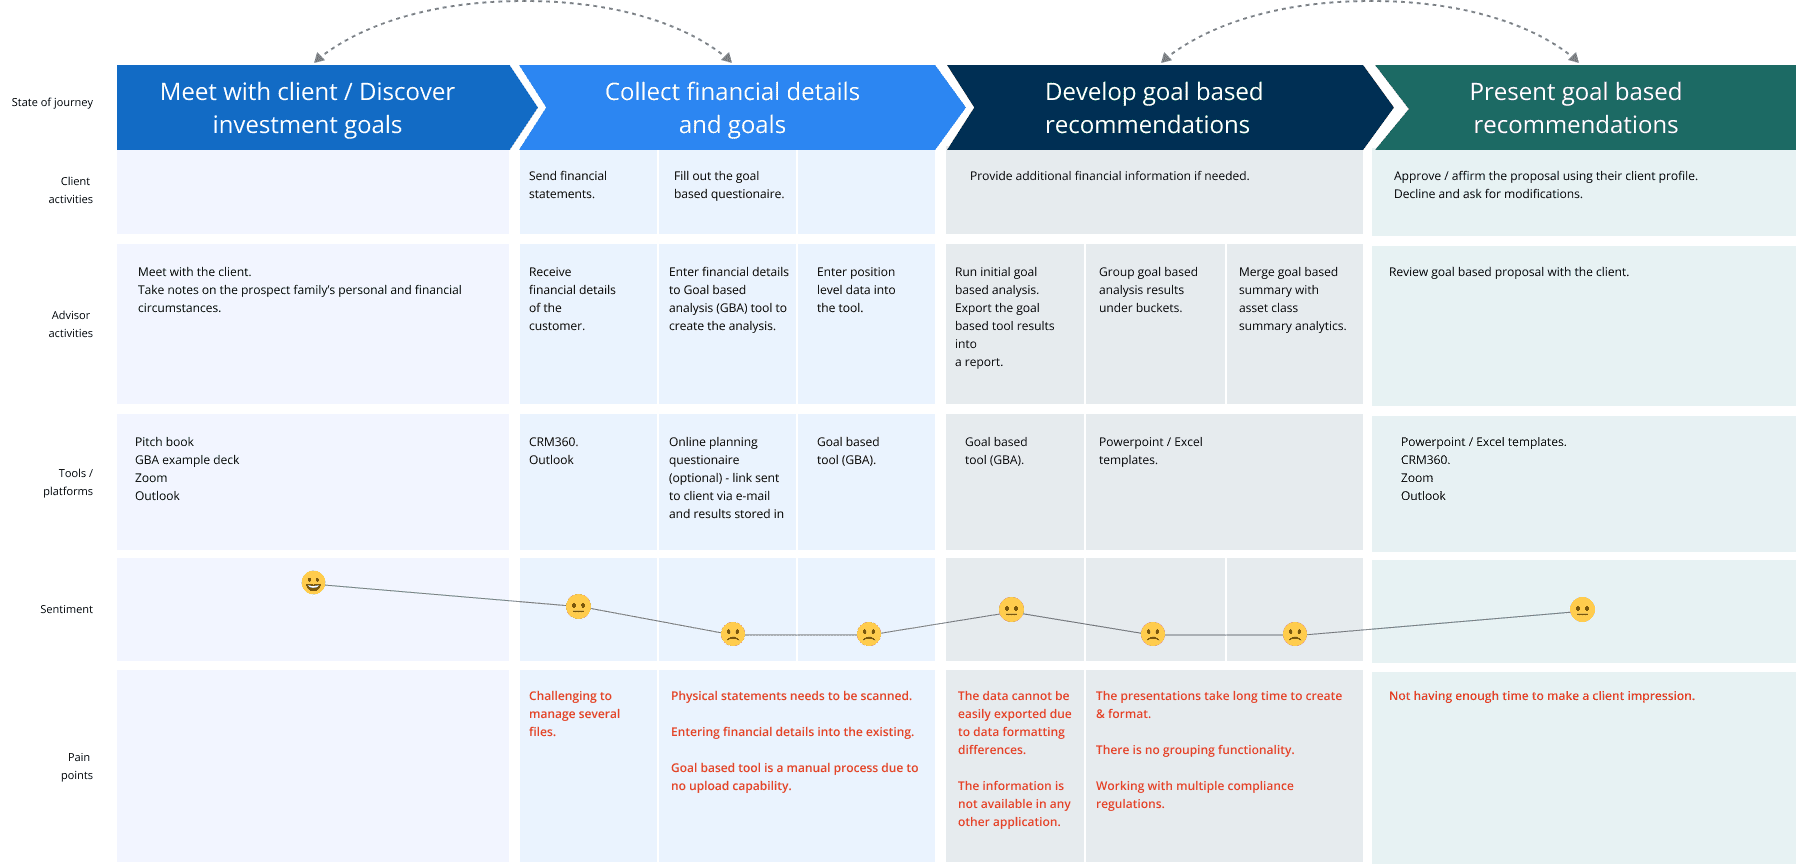 State of journey
Meet with client / Discover
investment goals
Collect financial details
and goals
Develop goal based
recommendations
Present goal based
recommendations
Client
activities
Send financial
statements.
Fill out the goal
based questionaire.
Provide additional financial information if needed.
Approve / affirm the proposal using their client profile.
Decline and ask for modifications.
Advisor
activities
Meet with the client.
Take notes on the prospect family’s personal and financial
circumstances.
Receive
financial details
of the
customer.
Enter financial details
to Goal based
analysis (GBA) tool to
create the analysis.
Enter position
level data into
the tool.
Run initial goal
based analysis.
Export the goal
based tool results
into
a report.
Group goal based
analysis results
under buckets.
Merge goal based
summary with
asset class
summary analytics.
Review goal based proposal with the client.
Tools /
platforms
Pitch book
GBA example deck
Zoom
Outlook
CRM360.
Outlook
Online planning
questionaire
(optional) - link sent
to client via e-mail
and results stored in
Goal based
tool (GBA).
Goal based
tool (GBA).
Powerpoint / Excel
templates.
Powerpoint / Excel templates.
CRM360.
Zoom
Outlook
Sentiment
Pain
points
Challenging to
manage several
files.
Physical statements needs to be scanned.
Entering financial details into the existing.
Goal based tool is a manual process due to
no upload capability.
The data cannot be
easily exported due
to data formatting
differences.
The information is
not available in any
other application.
The presentations take long time to create
& format.
There is no grouping functionality.
Working with multiple compliance
regulations.
Not having enough time to make a client impression.